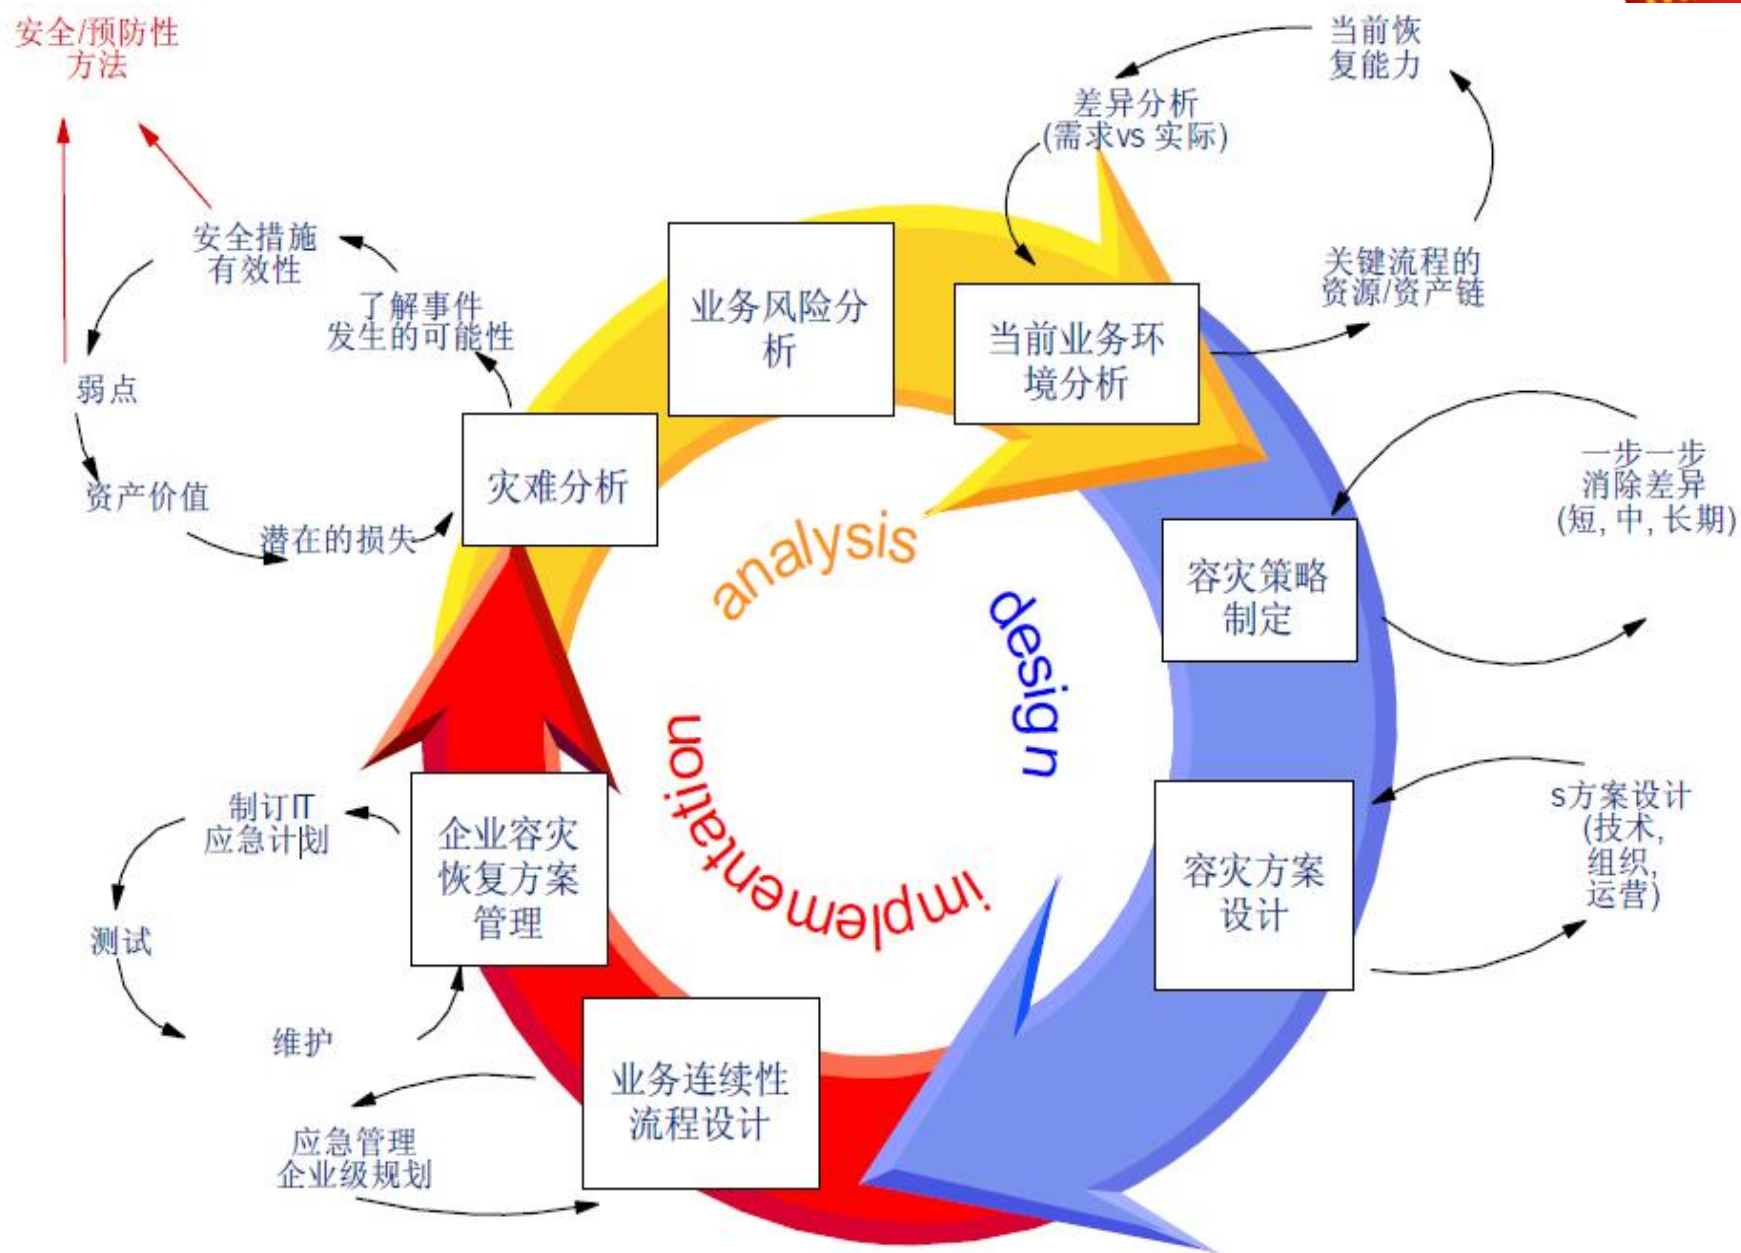 安全/预防性
方法
当前恢
复能力
差异分析
(需求vs 实际)
安全措施
有效性
关键流程的
资源/资产链
了解事件
发生的可能性
业务风险分
析
当前业务环
境分析
弱点
资产价值
潜在的损失
灾难分析
一步一步
消除差异
(短, 中, 长期)
容灾策略
制定
analysis
design
implementation
制订IT
应急计划
测试
维护
企业容灾
恢复方案
管理
s方案设计
(技术,
组织,
运营)
容灾方案
设计
业务连续性
流程设计
应急管理
企业级规划